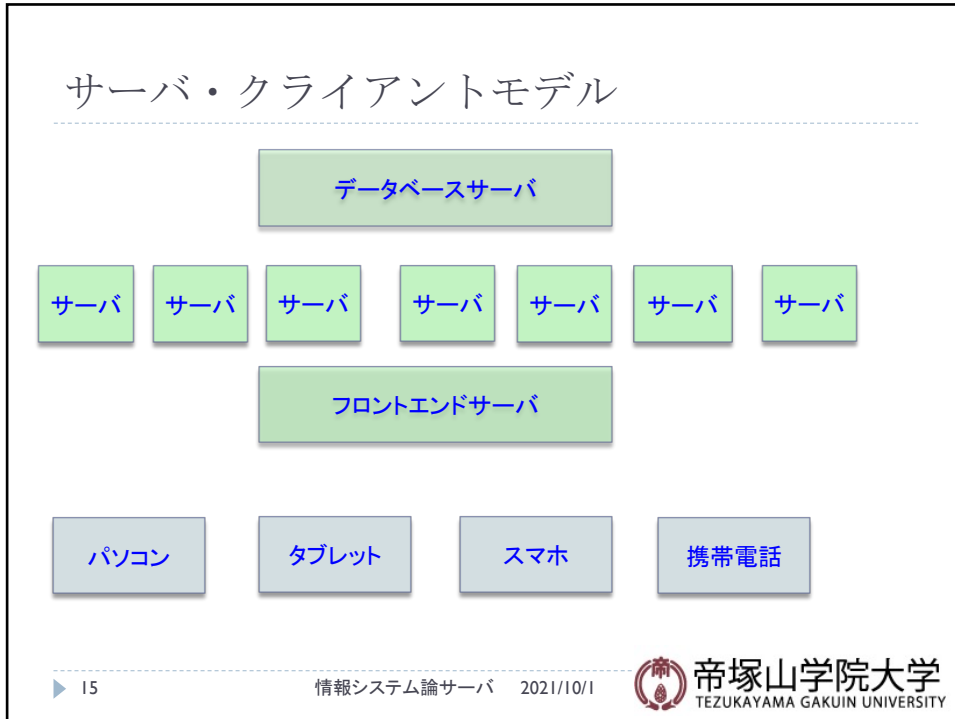 サーバ・クライアントモデル
データベースサーバ
サーバ サーバ サーバ サーバ サーバ サーバ サーバ
フロントエンドサーバ
パソコン タブレット スマホ 携帯電話
15 情報システム論サーバ 2021/10/1
帝 帝塚山学院大学
TEZUKAYAMA GAKUIN UNIVERSITY